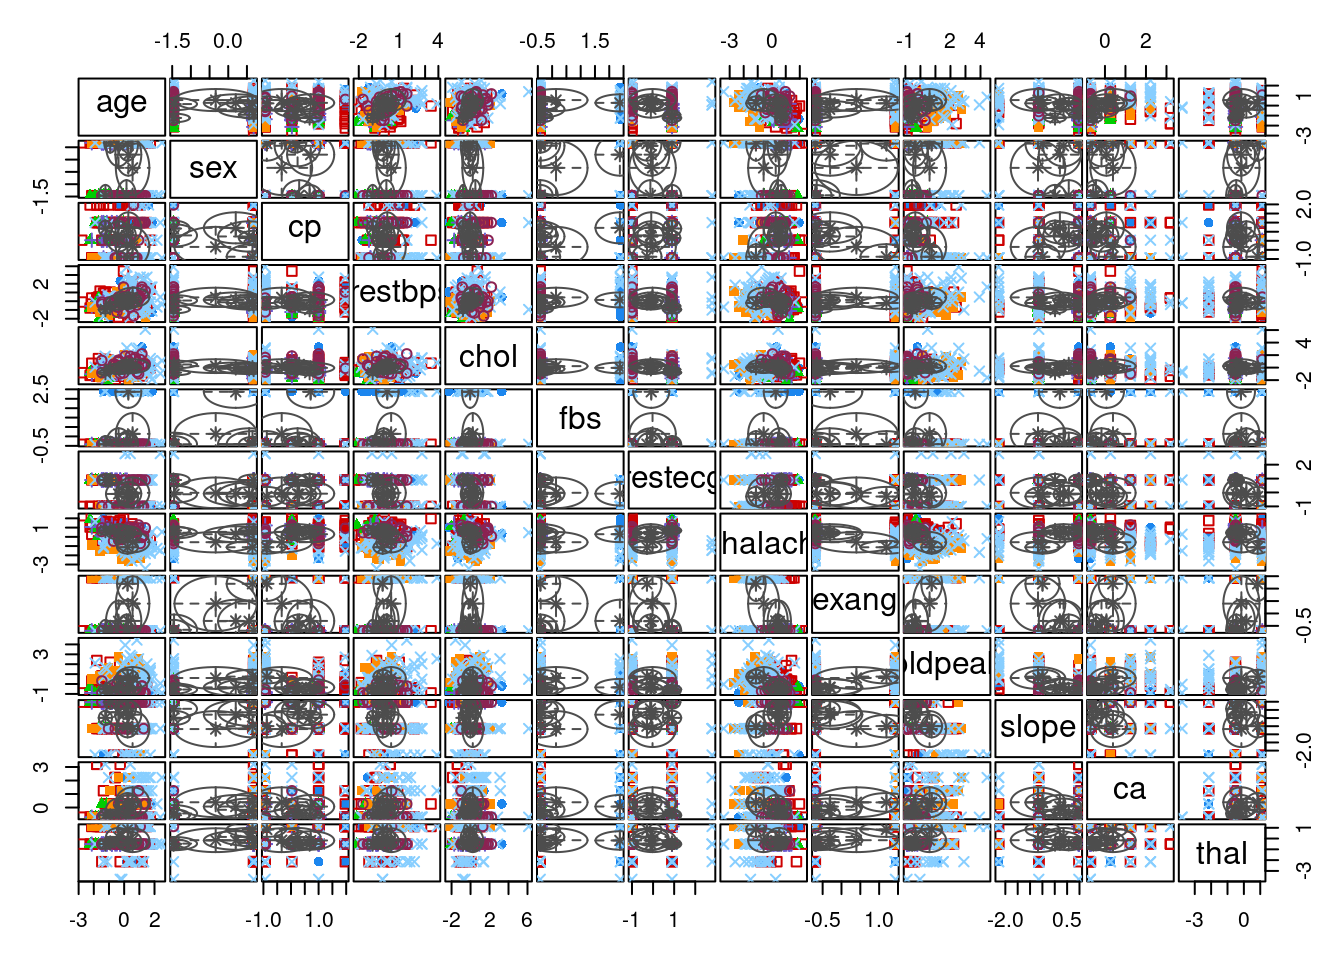 -1.5 0.0 -2 1 4 -0.5 1.5 -3 0 -1 2 4 0 2
age 1 -3
sex -1.5
cp 2.0 -1.0
restbps 2 -2
chol 4 -2
fbs 2.5 -0.5
restecg 2 -1
halach 1 -3
exang -0.5
oldpeak 3 -1
slope -2.0
ca 3 0
thal 1 -3
-3 0 2 -1.0 1.0 -2 2 6 -1 1 -0.5 1.0 -2.0 0.5 -3 0